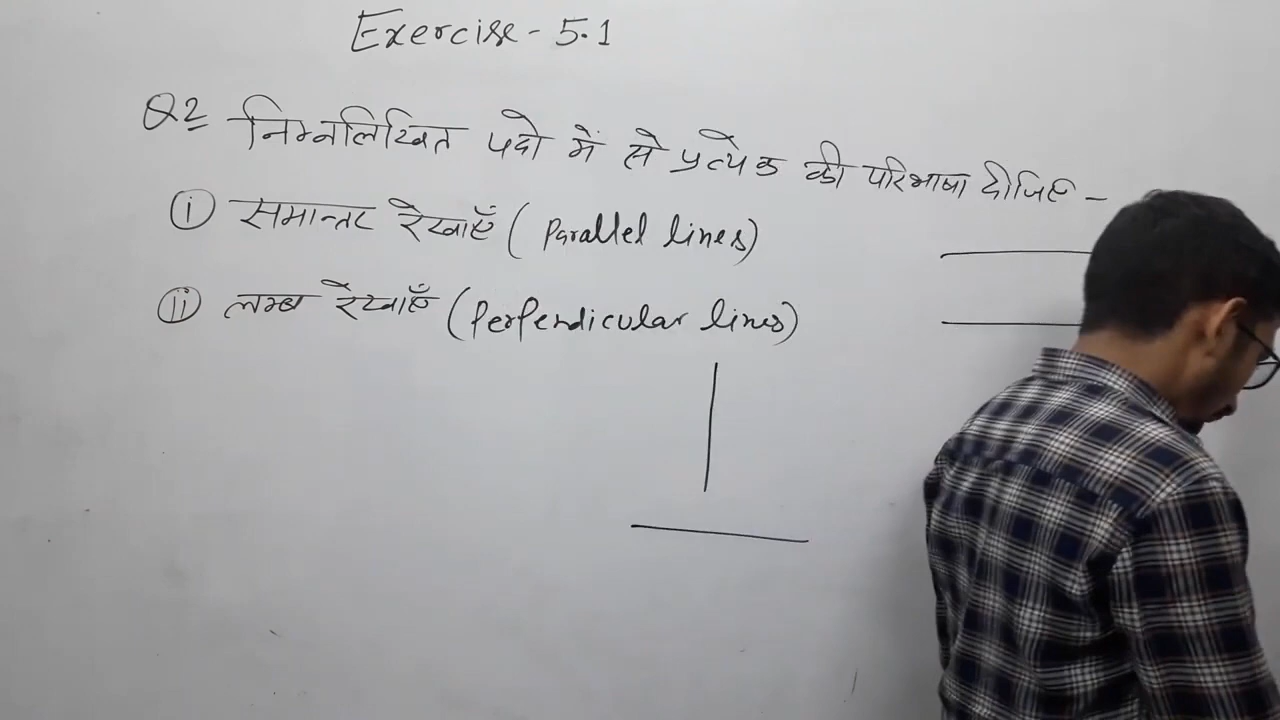 Exercise - 5.1
Q2 निम्नलिखित पदो में से प्रत्येक की परिभाषा दीजिए -
(i) समान्तर रेखाएँ ( Parallel lines)
(ii) लम्ब रेखाएँ (Perpendicular lines)